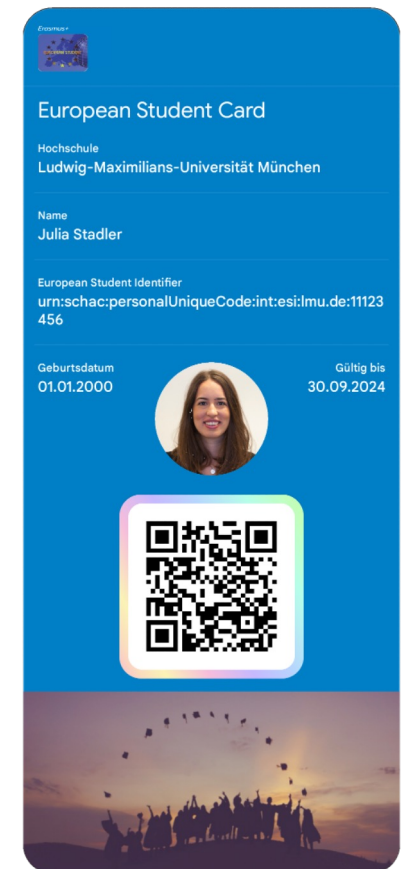 Erasmus+
European Student Card
Hochschule
Ludwig-Maximilians-Universität München
Name
Julia Stadler
European Student Identifier
urn:schac:personalUniqueCode:int:esi:lmu.de:11123
456
Geburtsdatum
01.01.2000
Gültig bis
30.09.2024